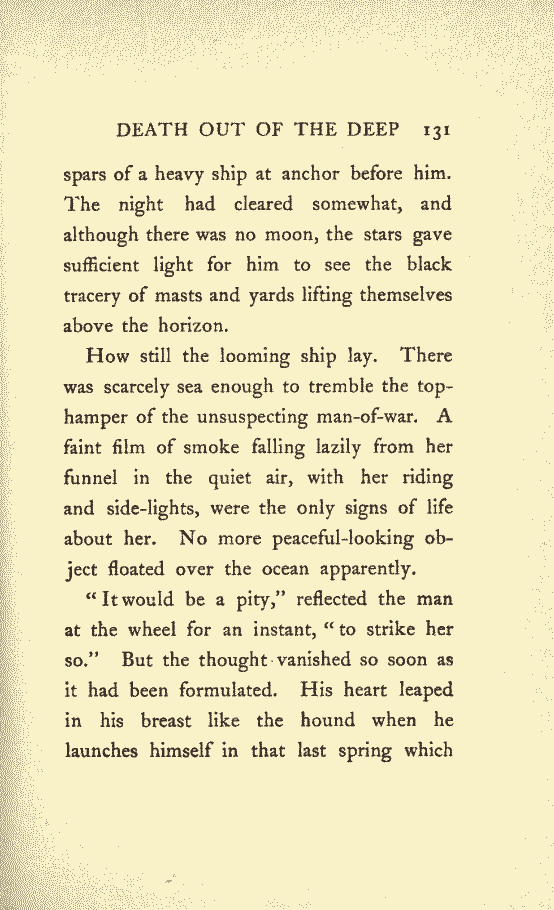 DEATH OUT OF THE DEEP 131
spars of a heavy ship at anchor before him.
The night had cleared somewhat, and
although there was no moon, the stars gave
sufficient light for him to see the black
tracery of masts and yards lifting themselves
above the horizon.
How still the looming ship lay. There
was scarcely sea enough to tremble the top-
hamper of the unsuspecting man-of-war. A
faint film of smoke falling lazily from her
funnel in the quiet air, with her riding
and side-lights, were the only signs of life
about her. No more peaceful-looking ob-
ject floated over the ocean apparently.
“It would be a pity,” reflected the man
at the wheel for an instant, “to strike her
so.” But the thought vanished so soon as
it had been formulated. His heart leaped
in his breast like the hound when he
launches himself in that last spring which